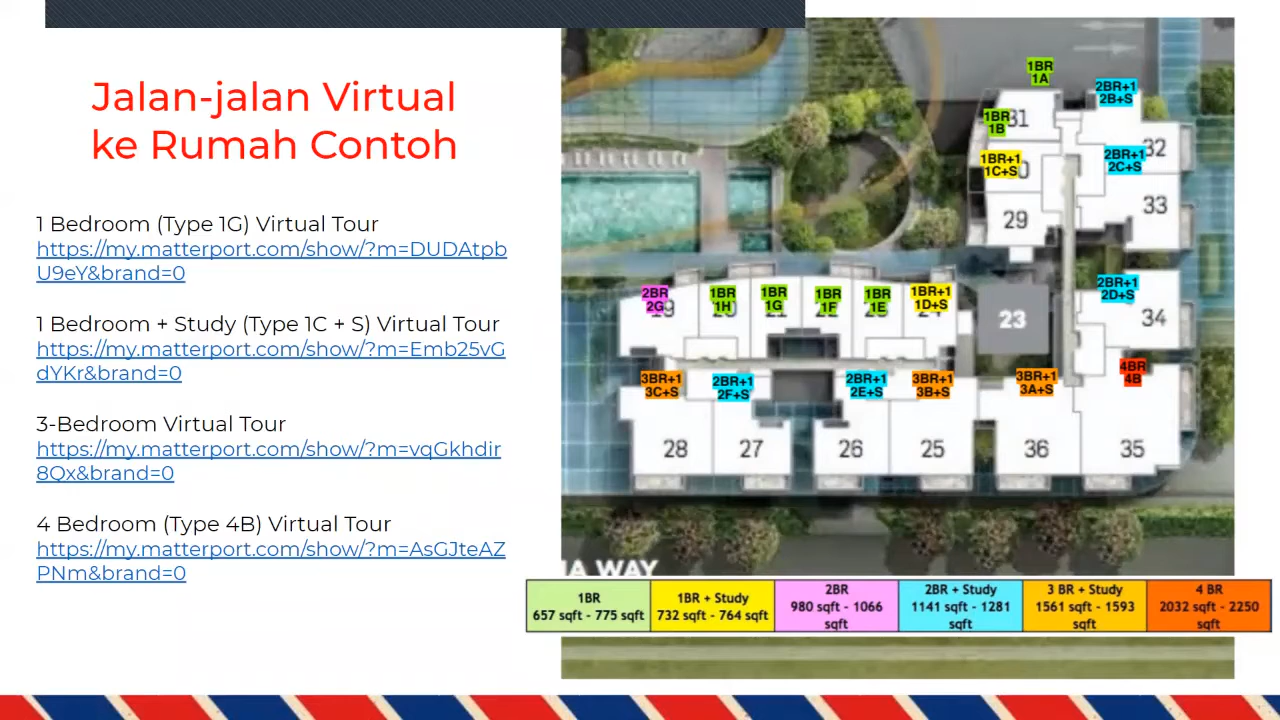 Jalan-jalan Virtual
ke Rumah Contoh
1 Bedroom (Type 1G) Virtual Tour
https://my.matterport.com/show/?m=DUDAtpb
U9eY&brand=0
1 Bedroom + Study (Type 1C + S) Virtual Tour
https://my.matterport.com/show/?m=Emb25vG
dYKr&brand=0
3-Bedroom Virtual Tour
https://my.matterport.com/show/?m=vqGkhdir
8Qx&brand=0
4 Bedroom (Type 4B) Virtual Tour
https://my.matterport.com/show/?m=AsGJteAZ
PNm&brand=0
1BR
1A
2BR+1
2B+S
1BR
1B
31
32
1BR+1
1C+S
2BR+1
2C+S
29
33
2BR+1
2D+S
34
2BR
2G
1BR
1H
1BR
1G
1BR
1F
1BR
1E
1BR+1
1D+S
23
3BR+1
3C+S
2BR+1
2F+S
2BR+1
2E+S
3BR+1
3B+S
3BR+1
3A+S
4BR
4B
28
27
26
25
36
35
WAY
1BR
657 sqft - 775 sqft
1BR + Study
732 sqft - 764 sqft
2BR
980 sqft - 1066
sqft
2BR + Study
1141 sqft - 1281
sqft
3 BR + Study
1561 sqft - 1593
sqft
4 BR
2032 sqft - 2250
sqft